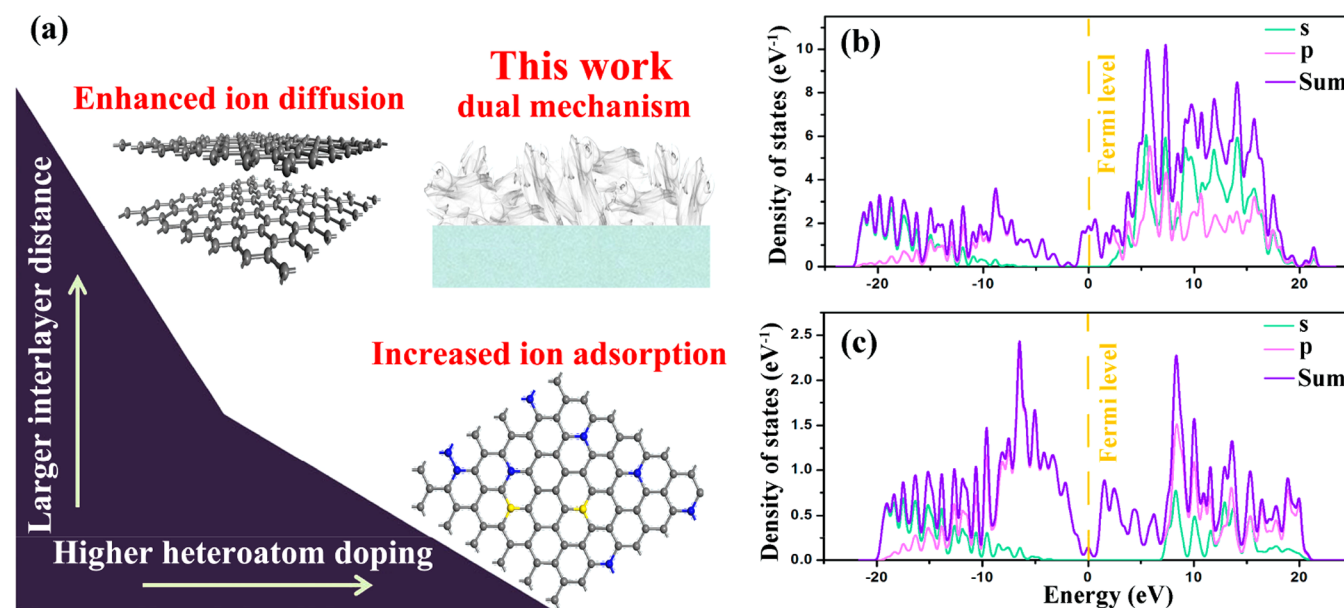 (a)
Enhanced ion diffusion
This work
dual mechanism
Increased ion adsorption
Larger interlayer distance
Higher heteroatom doping
(b)
s
p
Sum
Fermi level
Density of states (eV⁻¹)
10
8
6
4
2
0
-20
-10
0
10
20
(c)
s
p
Sum
Fermi level
Density of states (eV⁻¹)
2.5
2.0
1.5
1.0
0.5
0.0
-20
-10
0
10
20
Energy (eV)